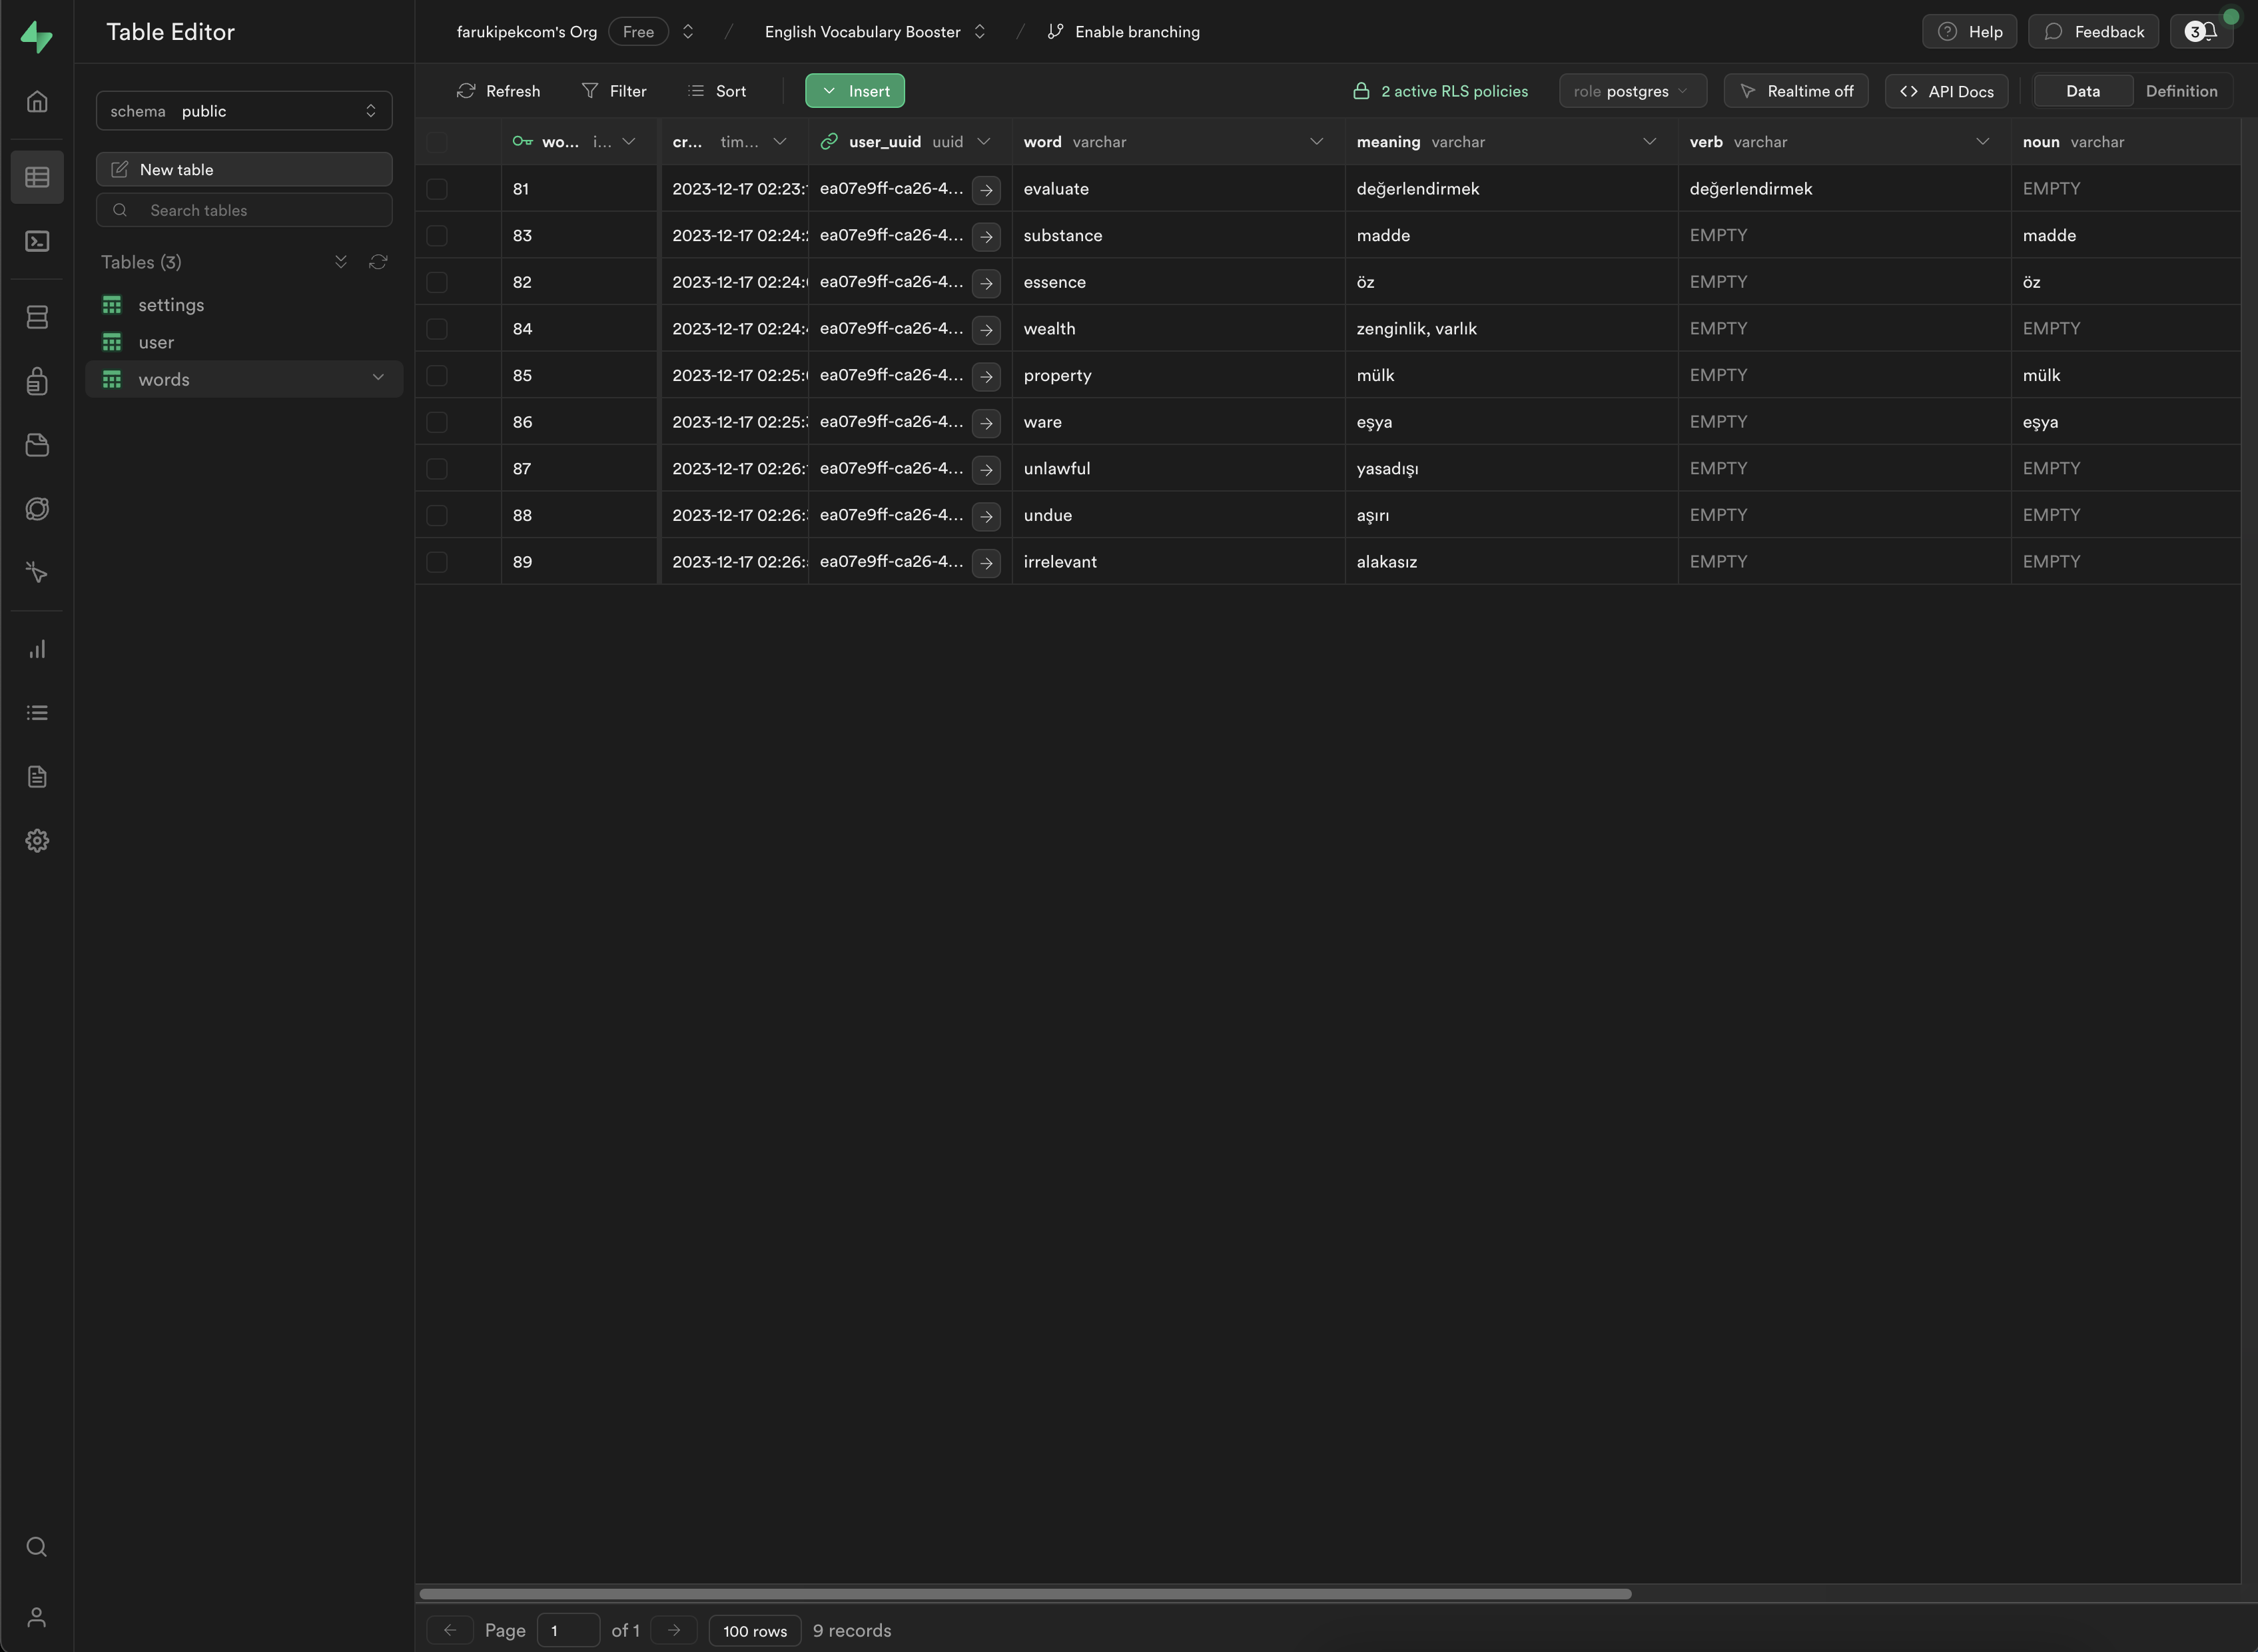 Table Editor
farukipekcom's Org Free / English Vocabulary Booster / Enable branching Help Feedback 3
schema public
Refresh Filter Sort Insert 2 active RLS policies role postgres Realtime off API Docs Data Definition
New table
Search tables
Tables (3)
settings
user
words
wo... i... cr... tim... user_uuid uuid word varchar meaning varchar verb varchar noun varchar
81 2023-12-17 02:23: ea07e9ff-ca26-4... evaluate değerlendirmek değerlendirmek EMPTY
83 2023-12-17 02:24: ea07e9ff-ca26-4... substance madde EMPTY madde
82 2023-12-17 02:24: ea07e9ff-ca26-4... essence öz EMPTY öz
84 2023-12-17 02:24: ea07e9ff-ca26-4... wealth zenginlik, varlık EMPTY EMPTY
85 2023-12-17 02:25: ea07e9ff-ca26-4... property mülk EMPTY mülk
86 2023-12-17 02:25: ea07e9ff-ca26-4... ware eşya EMPTY eşya
87 2023-12-17 02:26: ea07e9ff-ca26-4... unlawful yasadışı EMPTY EMPTY
88 2023-12-17 02:26: ea07e9ff-ca26-4... undue aşırı EMPTY EMPTY
89 2023-12-17 02:26: ea07e9ff-ca26-4... irrelevant alakasız EMPTY EMPTY
Page 1 of 1 100 rows 9 records